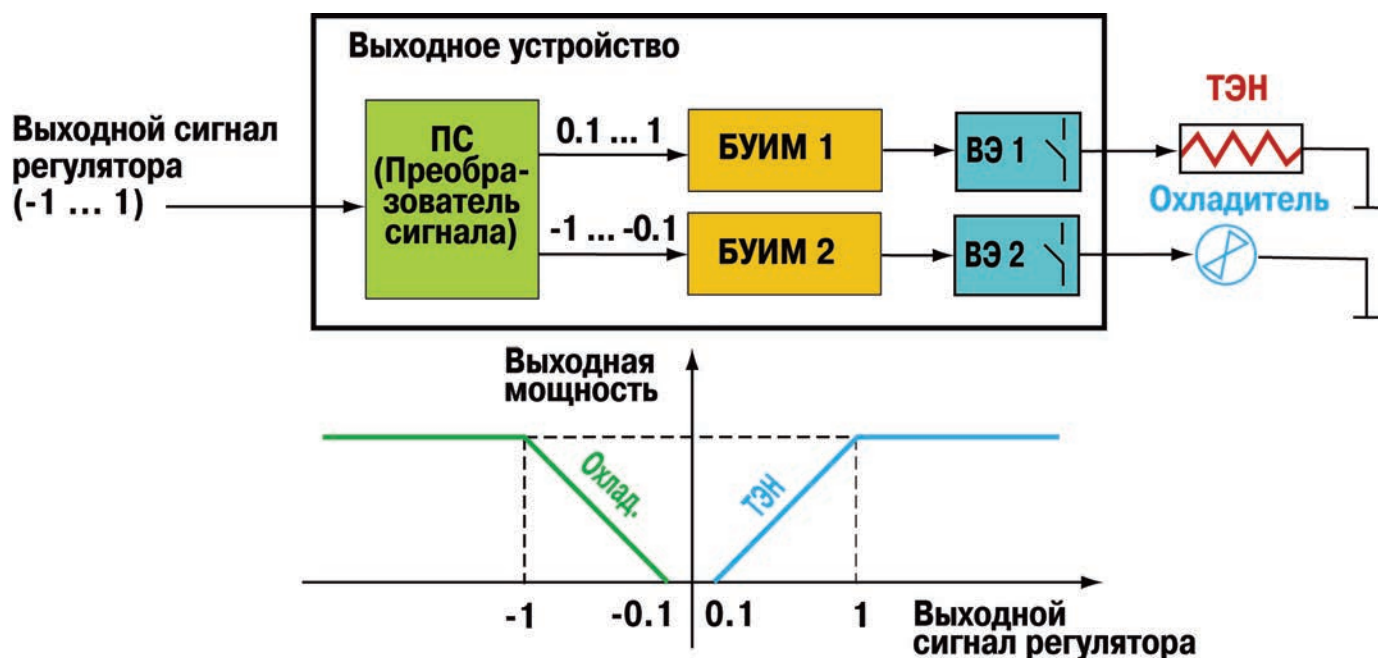 Выходное устройство
Выходной сигнал
регулятора
(-1 ... 1)
ПС
(Преобра-
зователь
сигнала)
0.1 ... 1
-1 ... -0.1
БУИМ 1
БУИМ 2
ВЭ 1
ВЭ 2
ТЭН
Охладитель
Выходная
мощность
Охлад.
ТЭН
-1
-0.1
0.1
1
Выходной
сигнал регулятора